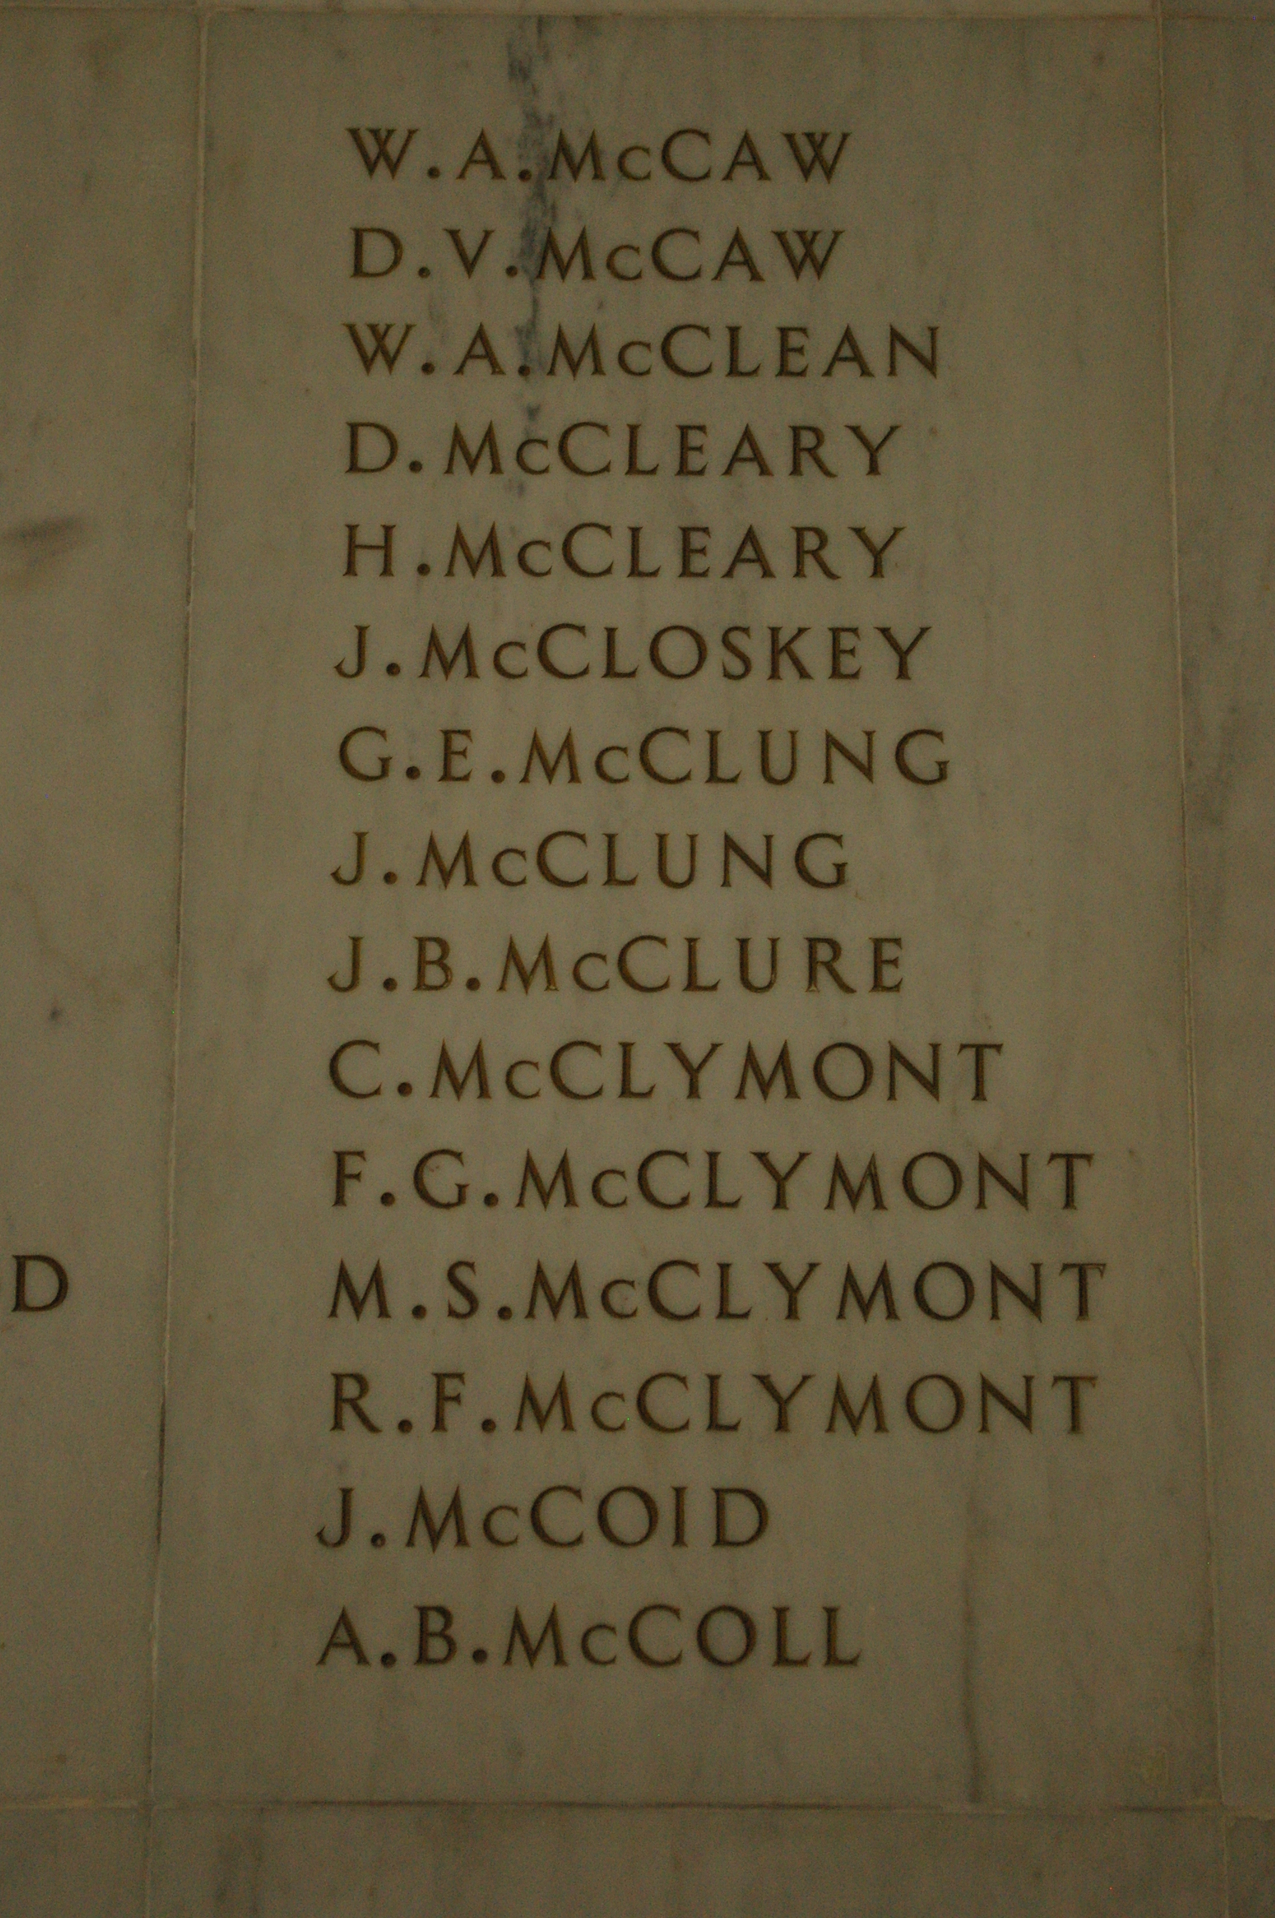 W.A.McCAW
D.V.McCAW
W.A.McCLEAN
D.McCLEARY
H.McCLEARY
J.McCLOSKEY
G.E.McCLUNG
J.McCLUNG
J.B.McCLURE
C.McCLYMONT
F.G.McCLYMONT
D
M.S.McCLYMONT
R.F.McCLYMONT
J.McCOID
A.B.McCOLL